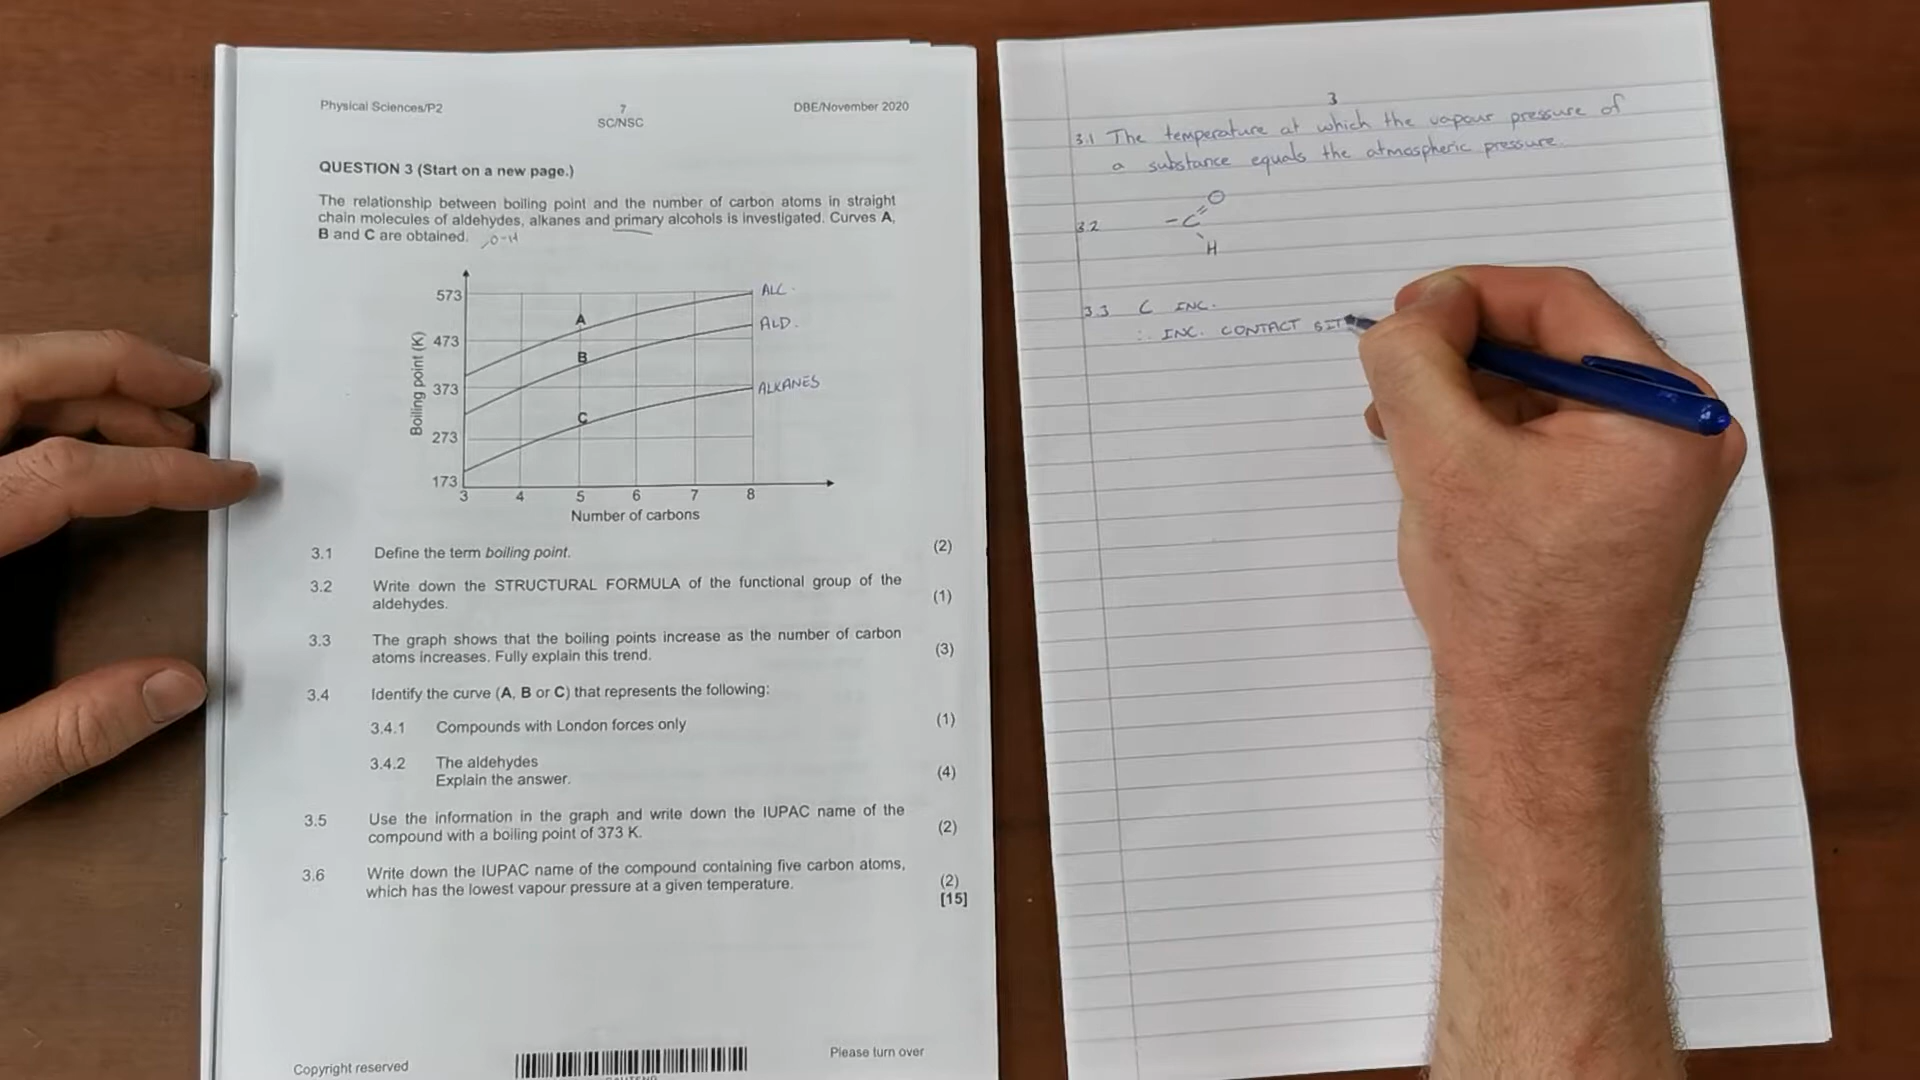 Physical Sciences/P2
7
SC/NSC
DBE/November 2020
QUESTION 3 (Start on a new page.)
The relationship between boiling point and the number of carbon atoms in straight
chain molecules of aldehydes, alkanes and primary alcohols is investigated. Curves A,
B and C are obtained.
O-H
Boiling point (K)
573
473
373
273
173
A
B
C
ALC.
ALD.
ALKANES
3 4 5 6 7 8
Number of carbons
3.1 Define the term boiling point. (2)
3.2 Write down the STRUCTURAL FORMULA of the functional group of the
aldehydes. (1)
3.3 The graph shows that the boiling points increase as the number of carbon
atoms increases. Fully explain this trend. (3)
3.4 Identify the curve (A, B or C) that represents the following:
3.4.1 Compounds with London forces only (1)
3.4.2 The aldehydes
Explain the answer. (4)
3.5 Use the information in the graph and write down the IUPAC name of the
compound with a boiling point of 373 K. (2)
3.6 Write down the IUPAC name of the compound containing five carbon atoms,
which has the lowest vapour pressure at a given temperature. (2)
[15]
Copyright reserved
Please turn over
3
3.1 The temperature at which the vapour pressure of
a substance equals the atmospheric pressure.
3.2 -C=O
H
3.3 C INC.
∴ INC. CONTACT SIT